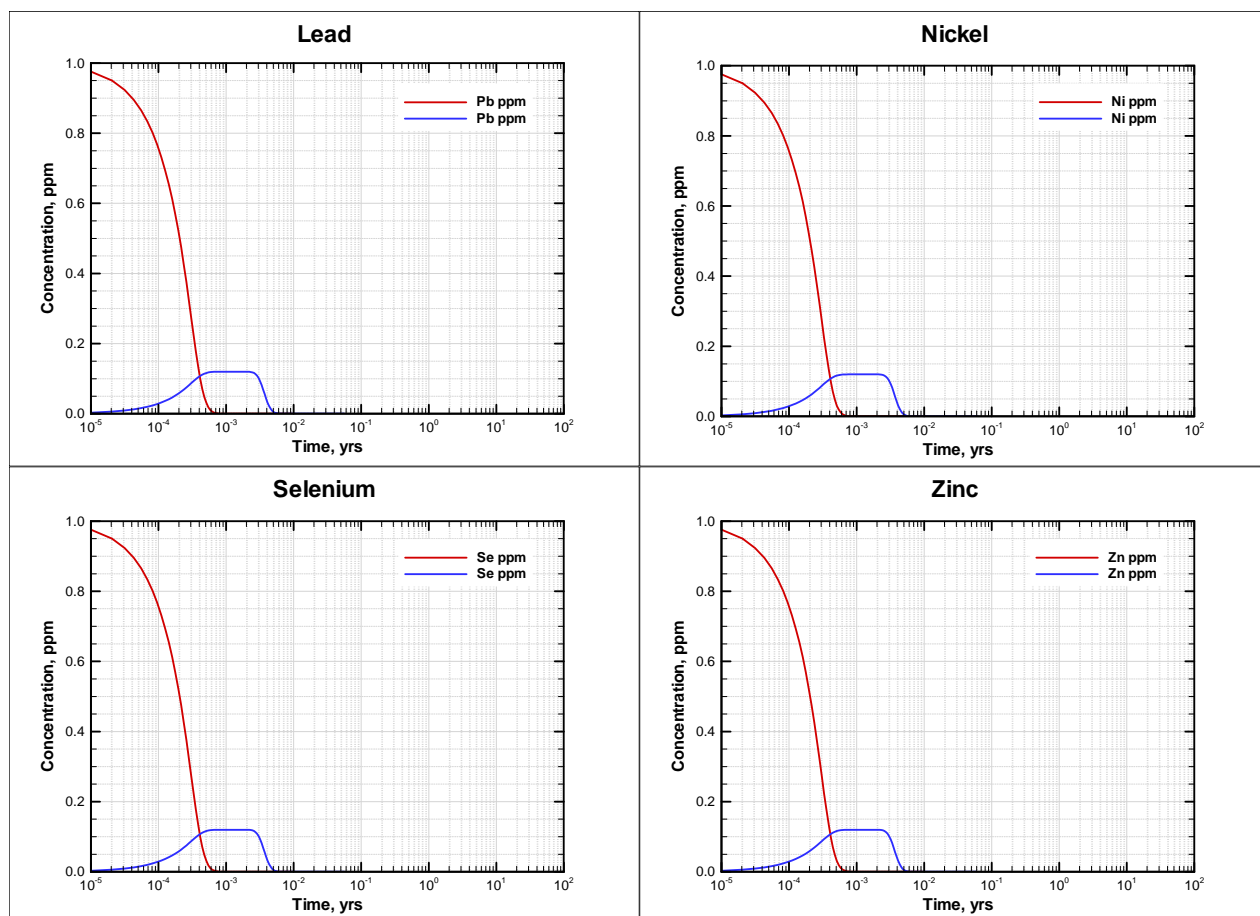 Lead
1.0
0.8
0.6
0.4
0.2
0.0
Concentration, ppm
Pb ppm
Pb ppm
10⁻⁵ 10⁻⁴ 10⁻³ 10⁻² 10⁻¹ 10⁰ 10¹ 10²
Time, yrs
Nickel
1.0
0.8
0.6
0.4
0.2
0.0
Concentration, ppm
Ni ppm
Ni ppm
10⁻⁵ 10⁻⁴ 10⁻³ 10⁻² 10⁻¹ 10⁰ 10¹ 10²
Time, yrs
Selenium
1.0
0.8
0.6
0.4
0.2
0.0
Concentration, ppm
Se ppm
Se ppm
10⁻⁵ 10⁻⁴ 10⁻³ 10⁻² 10⁻¹ 10⁰ 10¹ 10²
Time, yrs
Zinc
1.0
0.8
0.6
0.4
0.2
0.0
Concentration, ppm
Zn ppm
Zn ppm
10⁻⁵ 10⁻⁴ 10⁻³ 10⁻² 10⁻¹ 10⁰ 10¹ 10²
Time, yrs